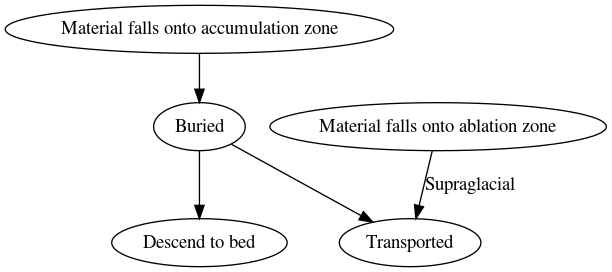 Material falls onto accumulation zone
Buried
Material falls onto ablation zone
Supraglacial
Descend to bed
Transported